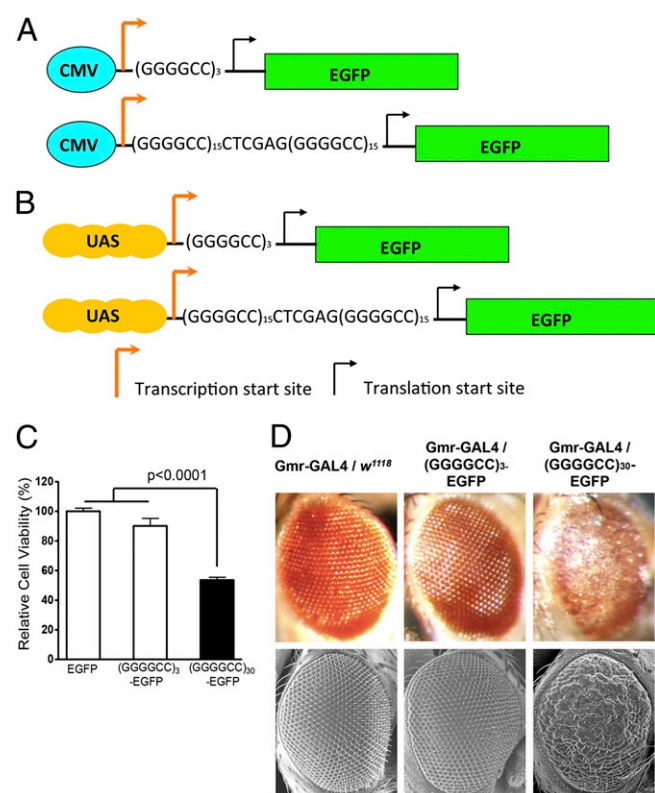 A
CMV (GGGGCC)₃ EGFP
CMV (GGGGCC)₁₅CTCGAG(GGGGCC)₁₅ EGFP
B
UAS (GGGGCC)₃ EGFP
UAS (GGGGCC)₁₅CTCGAG(GGGGCC)₁₅ EGFP
Transcription start site Translation start site
C
p<0.0001
Relative Cell Viability (%)
120
100
80
60
40
20
0
EGFP (GGGGCC)₃ (GGGGCC)₃₀
-EGFP -EGFP
D
Gmr-GAL4 / w¹¹¹⁸
Gmr-GAL4 /
(GGGGCC)₃-
EGFP
Gmr-GAL4 /
(GGGGCC)₃₀-
EGFP